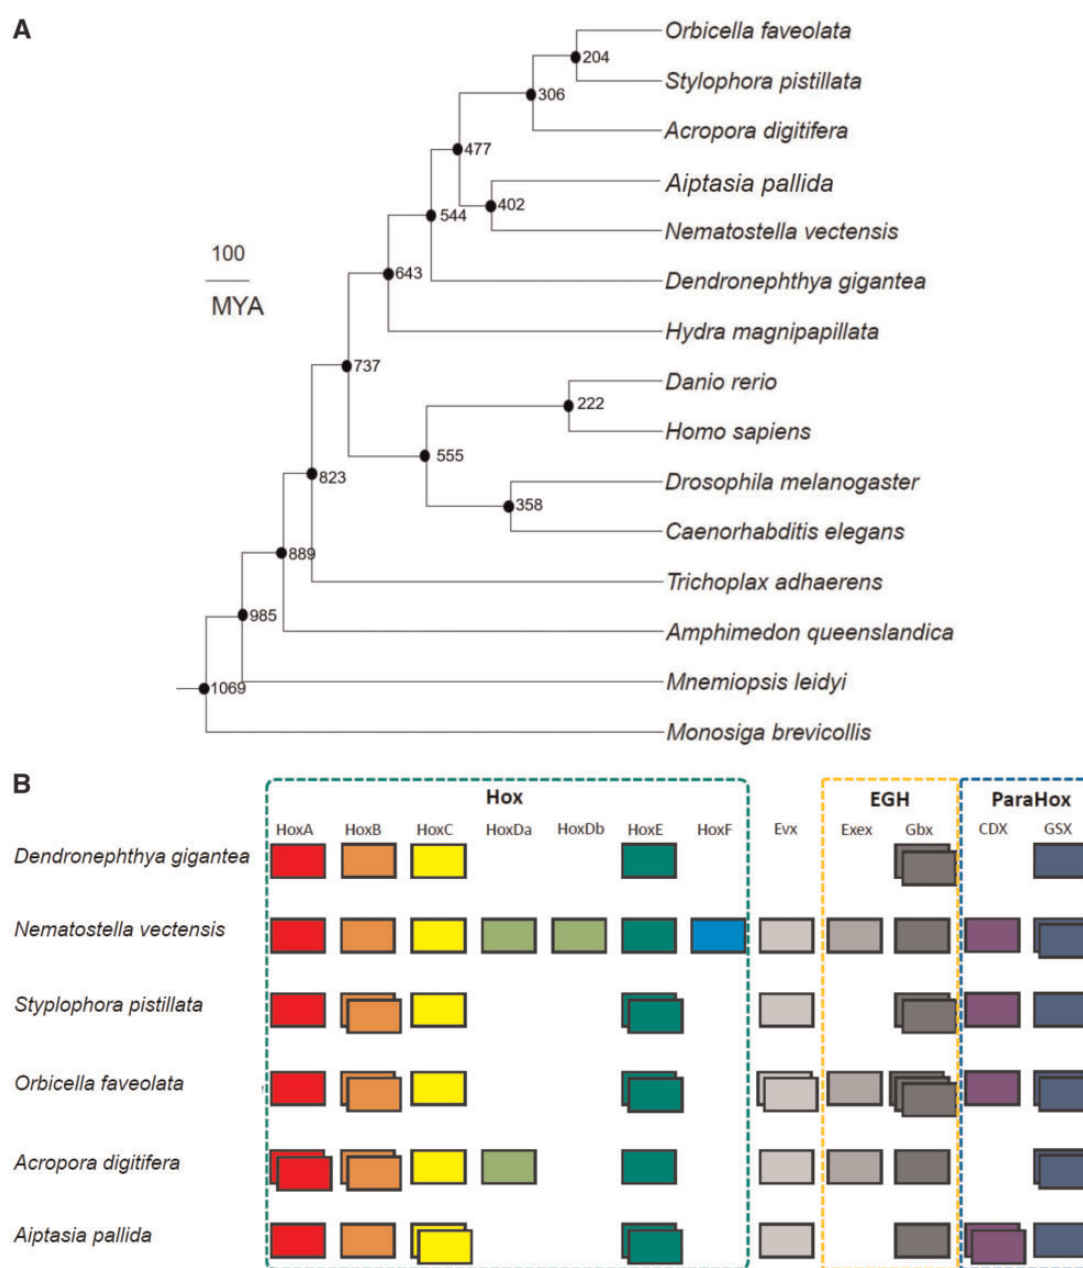 A
Orbicella faveolata
204
Stylophora pistillata
306
Acropora digitifera
477
Aiptasia pallida
402
544
Nematostella vectensis
100
MYA
643
Dendronephthya gigantea
Hydra magnipapillata
737
Danio rerio
222
Homo sapiens
555
823
Drosophila melanogaster
358
Caenorhabditis elegans
889
Trichoplax adhaerens
985
Amphimedon queenslandica
1069
Mnemiopsis leidyi
Monosiga brevicollis
B
Hox EGH ParaHox
HoxA HoxB HoxC HoxDa HoxDb HoxE HoxF Evx Exex Gbx CDX GSX
Dendronephthya gigantea
Nematostella vectensis
Styplophora pistillata
Orbicella faveolata
Acropora digitifera
Aiptasia pallida